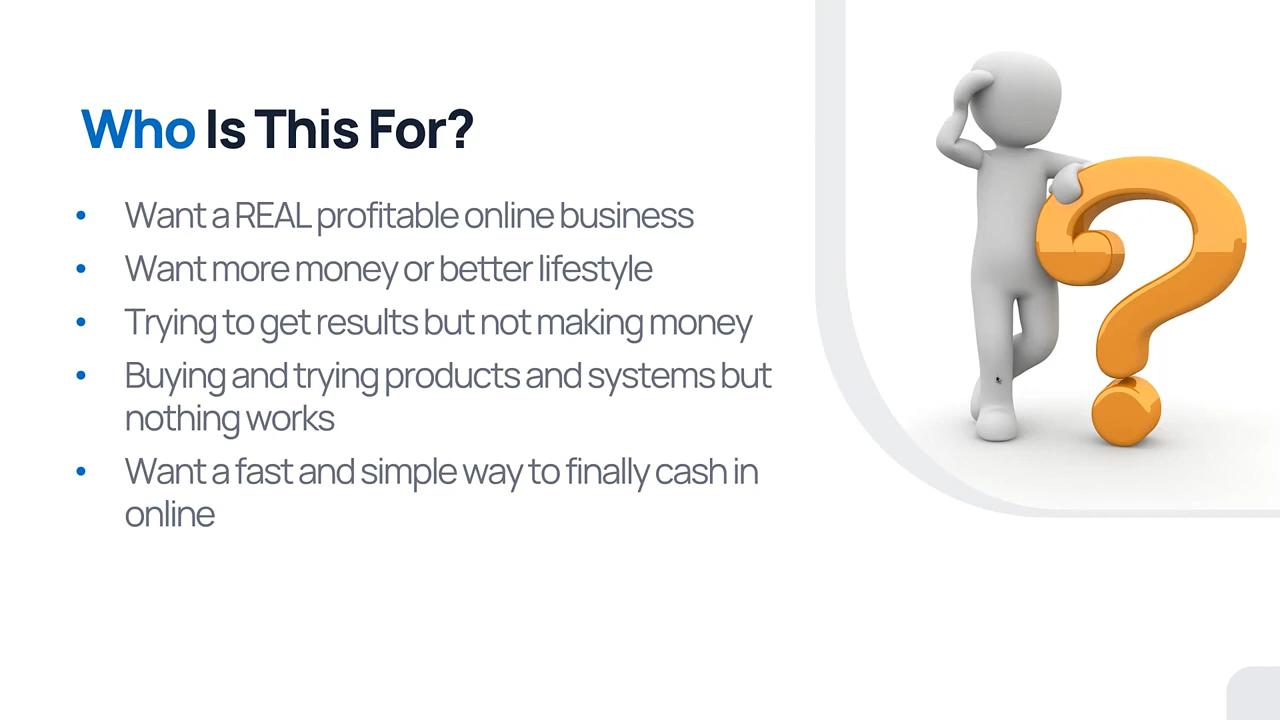 Who Is This For?
• Want a REAL profitable online business
• Want more money or better lifestyle
• Trying to get results but not making money
• Buying and trying products and systems but
nothing works
• Want a fast and simple way to finally cash in
online